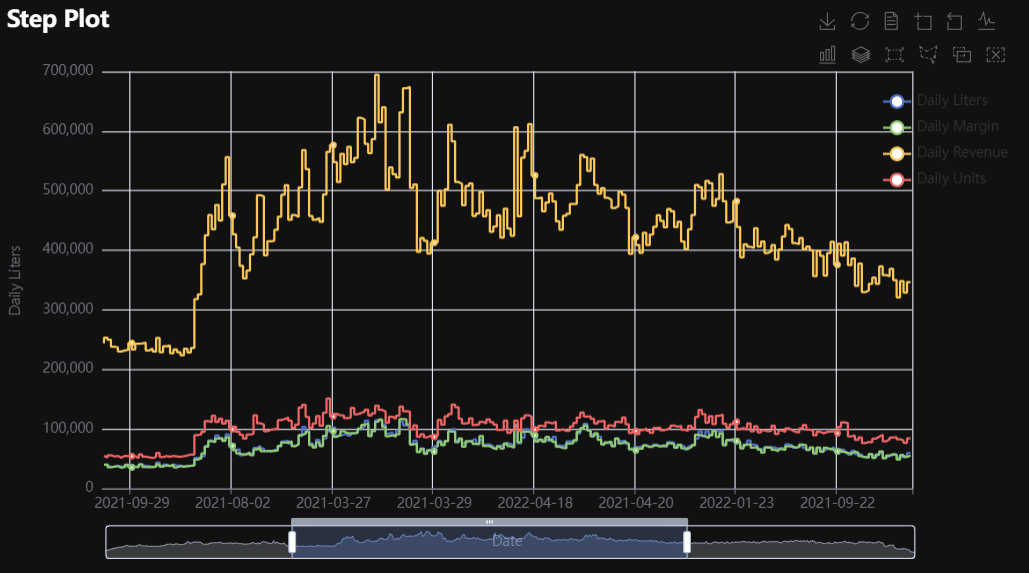 Step Plot
700,000
600,000
500,000
400,000
300,000
200,000
100,000
0
Daily Liters
Daily Liters
Daily Margin
Daily Revenue
Daily Units
2021-09-29 2021-08-02 2021-03-27 2021-03-29 2022-04-18 2021-04-20 2022-01-23 2021-09-22
Date